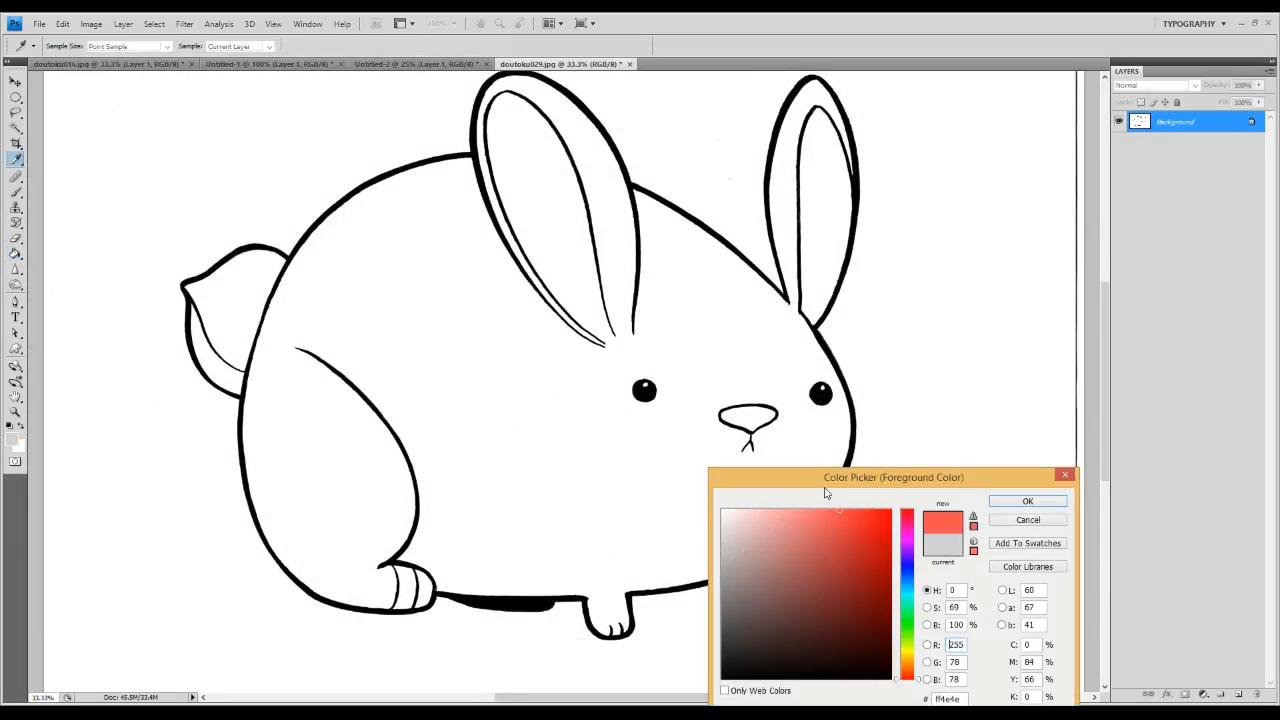 Ps File Edit Image Layer Select Filter Analysis 3D View Window Help 100% TYPOGRAPHY
Sample Size: Point Sample Sample: Current Layer
doutoku016.jpg @ 33.3% (Layer 1, RGB/8) * Untitled-1 @ 100% (Layer 1, RGB/8) * Untitled-2 @ 25% (Layer 1, RGB/8) * doutoku029.jpg @ 33.3% (RGB/8) *
LAYERS
Normal Opacity: 100%
Lock: Fill: 100%
Background
Color Picker (Foreground Color)
new
current
OK
Cancel
Add To Swatches
Color Libraries
H: 0 ° L: 60
S: 69 % a: 67
B: 100 % b: 41
R: 255 C: 0 %
G: 78 M: 84 %
B: 78 Y: 66 %
# ff4e4e K: 0 %
Only Web Colors
33.33% Doc: 45.5M/33.4M